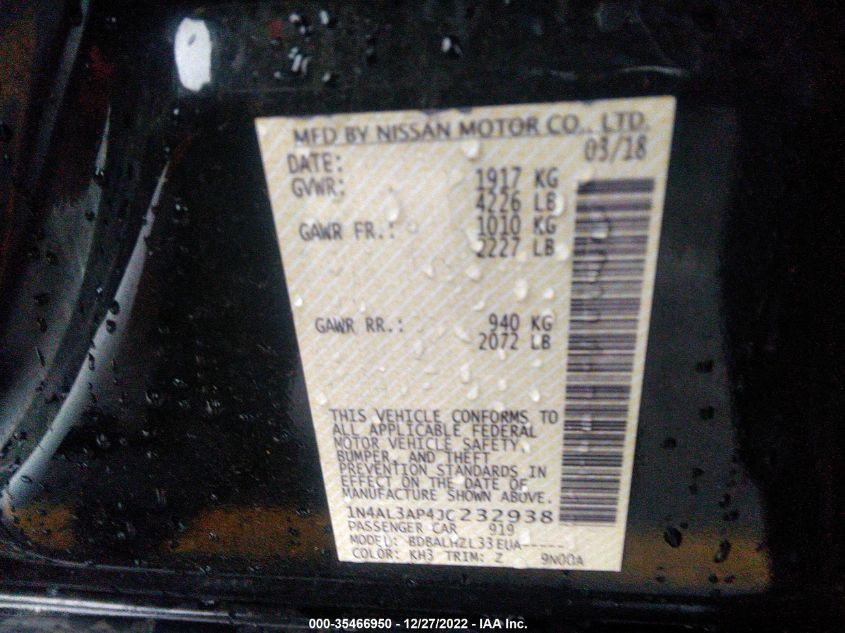 MFD BY NISSAN MOTOR CO., LTD.
DATE: 03/18
GVWR: 1917 KG
4226 LB
GAWR FR.: 1010 KG
2227 LB
GAWR RR.: 940 KG
2072 LB
THIS VEHICLE CONFORMS TO
ALL APPLICABLE FEDERAL
MOTOR VEHICLE SAFETY,
BUMPER, AND THEFT
PREVENTION STANDARDS IN
EFFECT ON THE DATE OF
MANUFACTURE SHOWN ABOVE.
1N4AL3AP4JC232938
PASSENGER CAR 919
MODEL: BDBALHZL33EUA-----
COLOR: KH3 TRIM: Z 9N00A
000-35466950 - 12/27/2022 - IAA Inc.